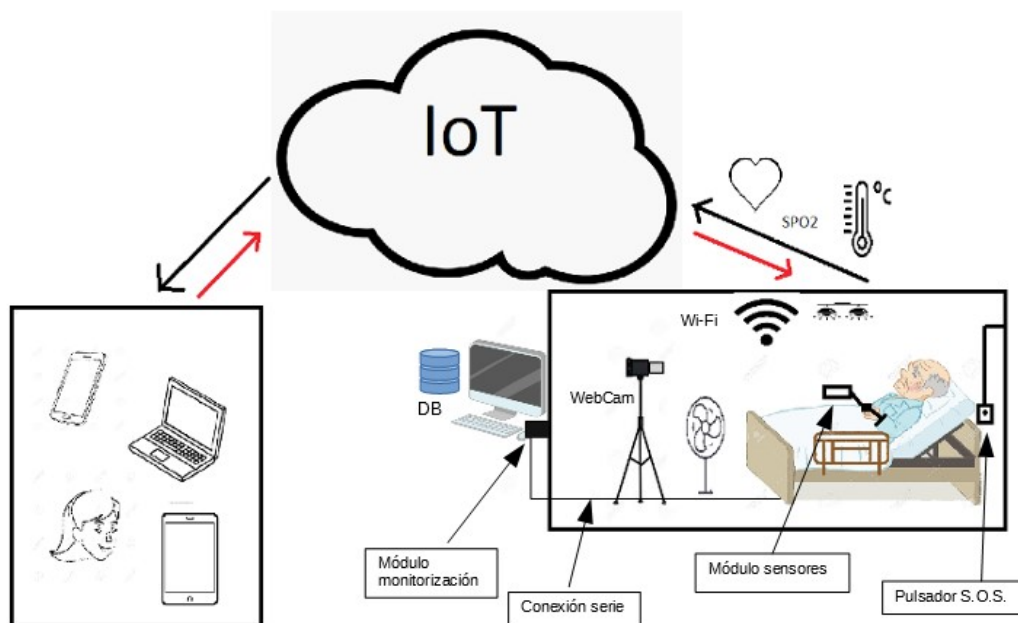 IoT
SPO2
°C
Wi-Fi
WebCam
DB
Módulo
monitorización
Conexión serie
Módulo sensores
Pulsador S.O.S.